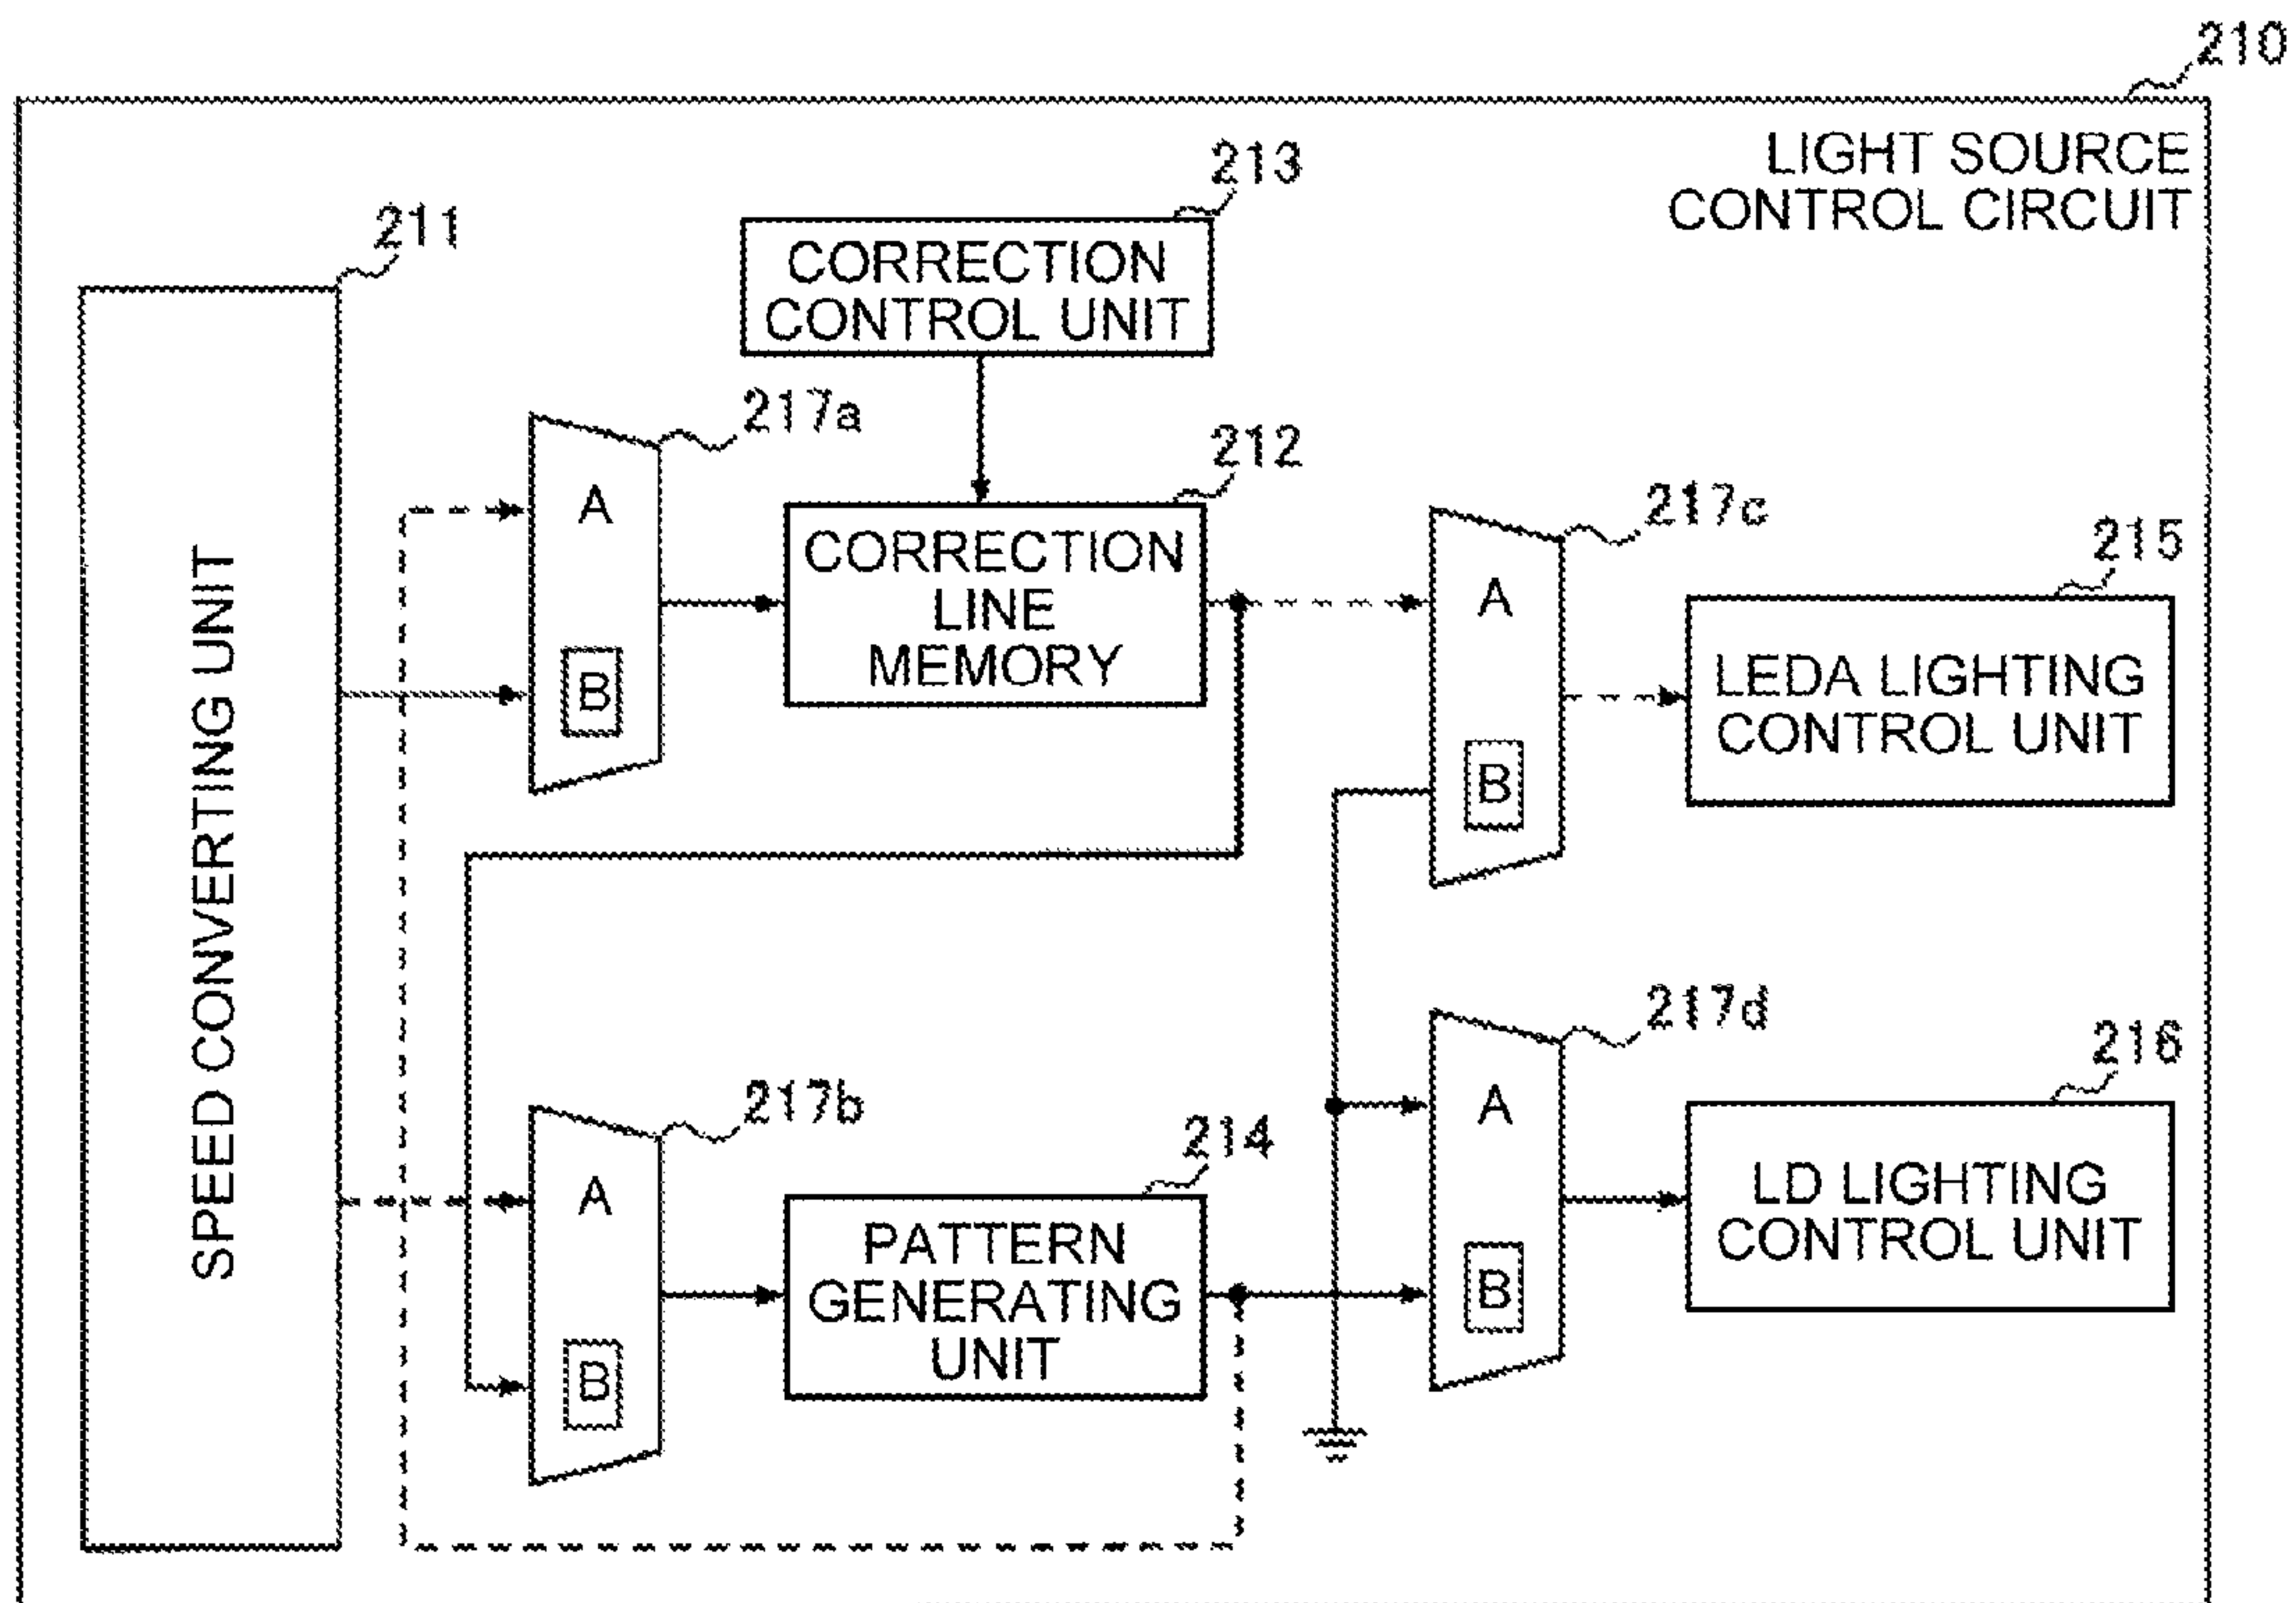 210
LIGHT SOURCE
CONTROL CIRCUIT
213
211
CORRECTION
CONTROL UNIT
217a
212
A
B
CORRECTION
LINE
MEMORY
217c
215
A
B
LEDA LIGHTING
CONTROL UNIT
SPEED CONVERTING UNIT
217b
214
A
B
PATTERN
GENERATING
UNIT
217d
216
A
B
LD LIGHTING
CONTROL UNIT